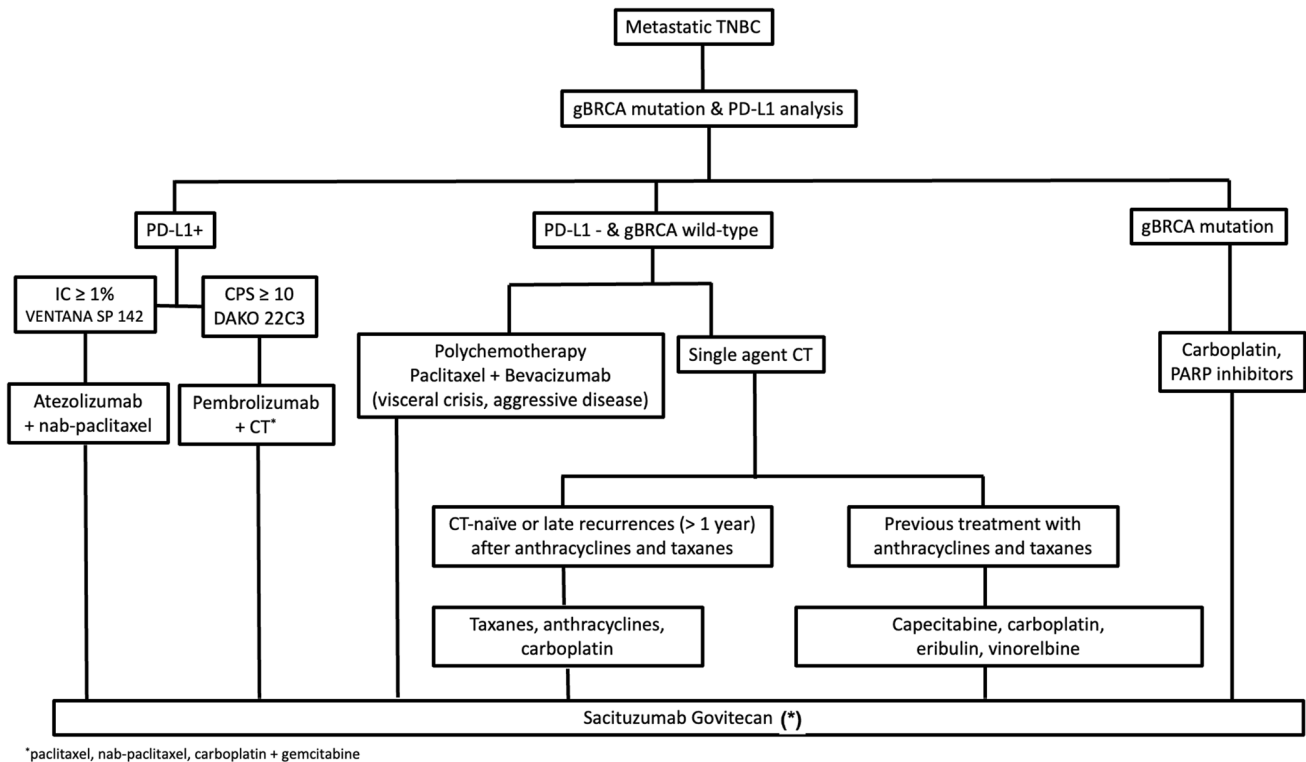 Metastatic TNBC
gBRCA mutation & PD-L1 analysis
PD-L1+
PD-L1 - & gBRCA wild-type
gBRCA mutation
IC ≥ 1%
VENTANA SP 142
CPS ≥ 10
DAKO 22C3
Polychemotherapy
Paclitaxel + Bevacizumab
(visceral crisis, aggressive disease)
Single agent CT
Carboplatin,
PARP inhibitors
Atezolizumab
+ nab-paclitaxel
Pembrolizumab
+ CT*
CT-naïve or late recurrences (> 1 year)
after anthracyclines and taxanes
Previous treatment with
anthracyclines and taxanes
Taxanes, anthracyclines,
carboplatin
Capecitabine, carboplatin,
eribulin, vinorelbine
Sacituzumab Govitecan (*)
*paclitaxel, nab-paclitaxel, carboplatin + gemcitabine